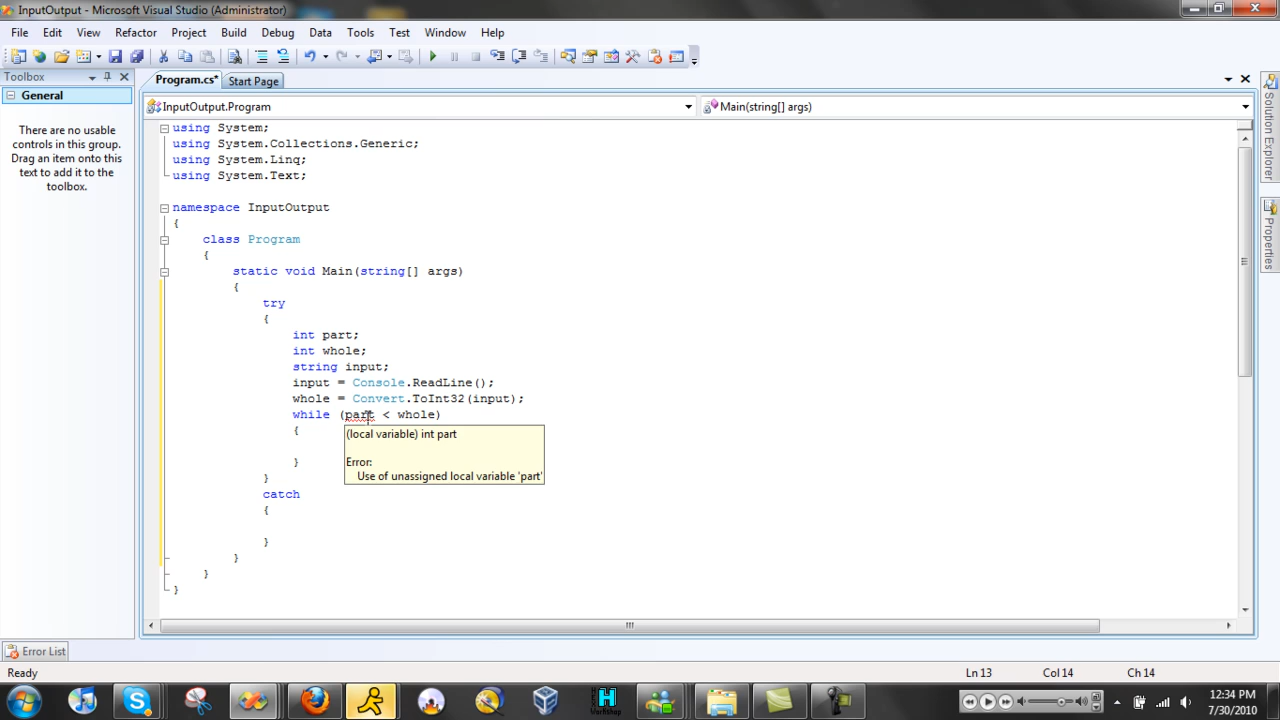 InputOutput - Microsoft Visual Studio (Administrator)
File Edit View Refactor Project Build Debug Data Tools Test Window Help
Toolbox
General
There are no usable
controls in this group.
Drag an item onto this
text to add it to the
toolbox.
Program.cs* Start Page
InputOutput.Program Main(string[] args)
using System;
using System.Collections.Generic;
using System.Linq;
using System.Text;
namespace InputOutput
{
class Program
{
static void Main(string[] args)
{
try
{
int part;
int whole;
string input;
input = Console.ReadLine();
whole = Convert.ToInt32(input);
while (part < whole)
{
(local variable) int part
Error:
Use of unassigned local variable 'part'
}
}
catch
{
}
}
}
}
Solution Explorer
Properties
Error List
Ready Ln 13 Col 14 Ch 14
H
Workshop
12:34 PM
7/30/2010